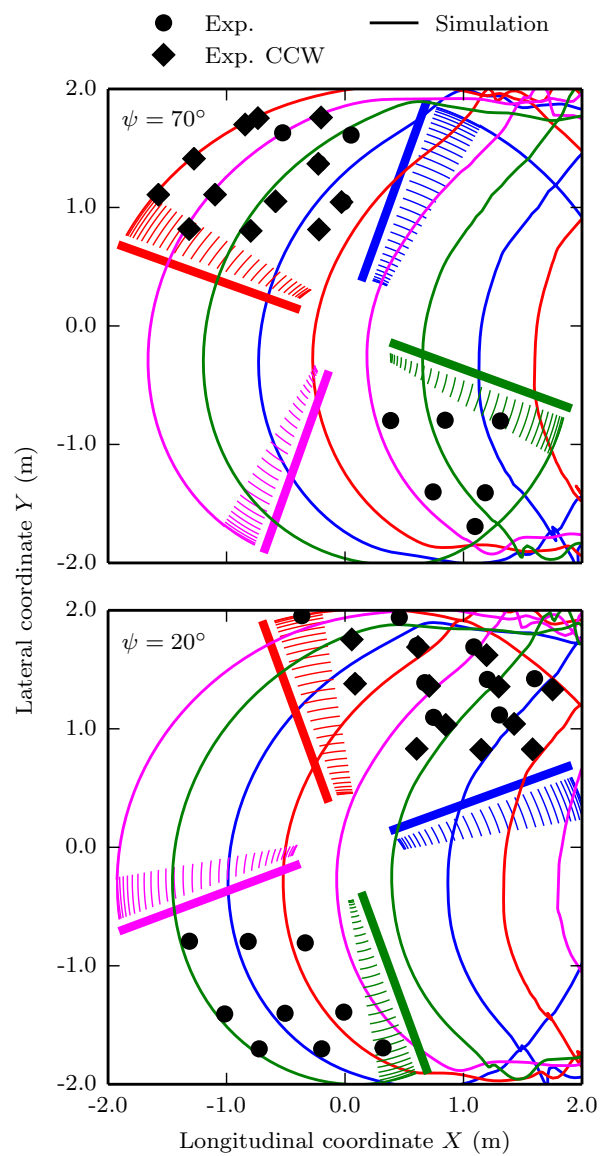 Exp. Simulation
Exp. CCW
2.0
ψ = 70°
1.0
0.0
-1.0
-2.0
2.0
ψ = 20°
1.0
0.0
-1.0
-2.0
-2.0 -1.0 0.0 1.0 2.0
Longitudinal coordinate X (m)
Lateral coordinate Y (m)